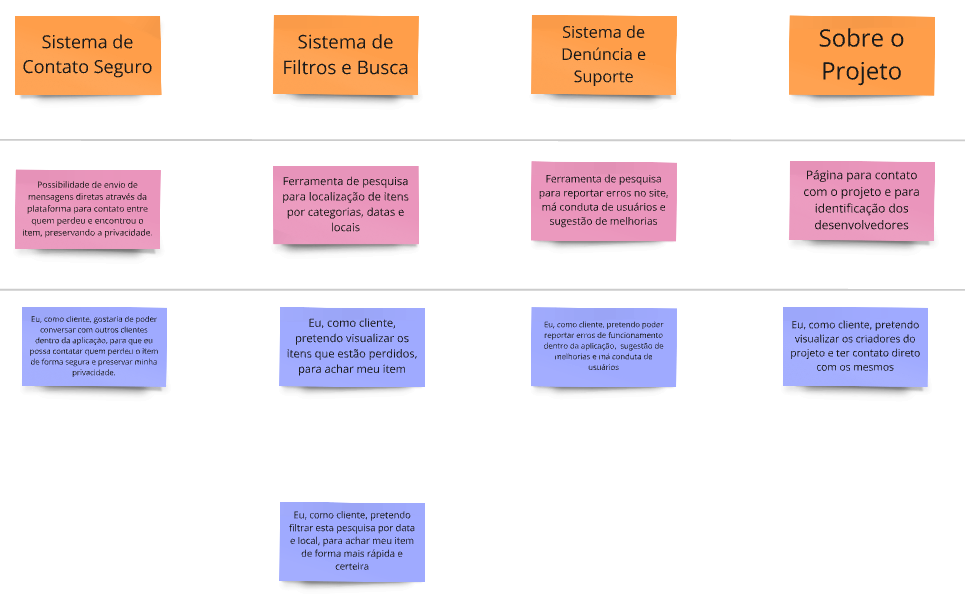 Sistema de
Contato Seguro
Sistema de
Filtros e Busca
Sistema de
Denúncia e
Suporte
Sobre o
Projeto
Possibilidade de envio de
mensagens diretas através da
plataforma para contato entre
quem perdeu e encontrou o
item, preservando a privacidade.
Ferramenta de pesquisa
para localização de itens
por categorias, datas e
locais
Ferramenta de pesquisa
para reportar erros no site,
má conduta de usuários e
sugestão de melhorias
Página para contato
com o projeto e para
identificação dos
desenvolvedores
Eu, como cliente, gostaria de poder
conversar com outros clientes
dentro da aplicação, para que eu
possa contatar quem perdeu o item
de forma segura e preservar minha
privacidade.
Eu, como cliente,
pretendo visualizar os
itens que estão perdidos,
para achar meu item
Eu, como cliente, pretendo poder
reportar erros de funcionamento
dentro da aplicação, sugestão de
melhorias e má conduta de
usuários
Eu, como cliente, pretendo
visualizar os criadores do
projeto e ter contato direto
com os mesmos
Eu, como cliente, pretendo
filtrar esta pesquisa por data
e local, para achar meu item
de forma mais rápida e
certeira